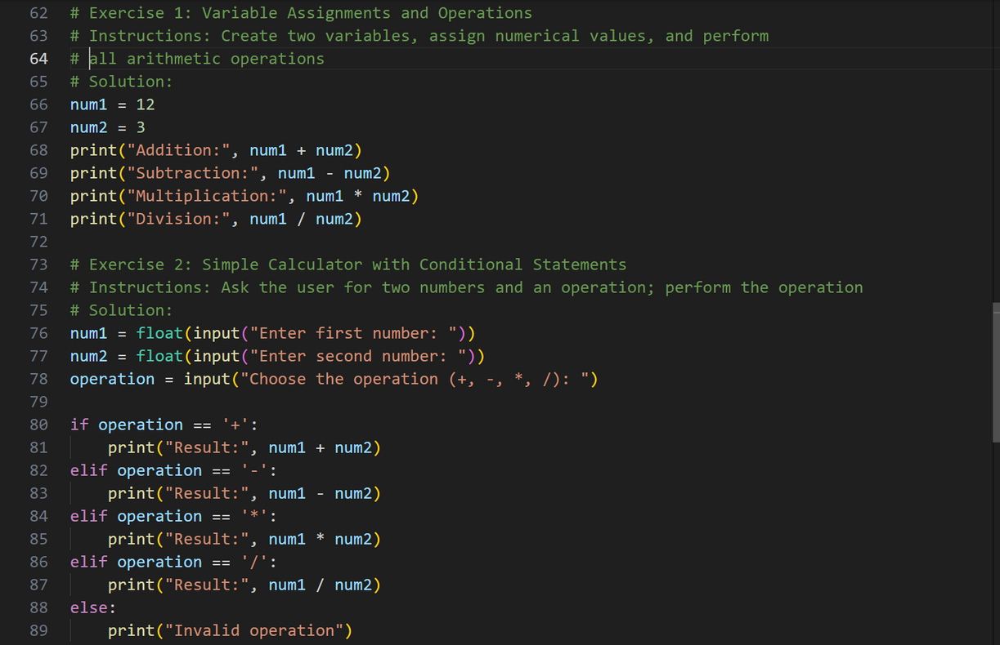 62 # Exercise 1: Variable Assignments and Operations
63 # Instructions: Create two variables, assign numerical values, and perform
64 # all arithmetic operations
65 # Solution:
66 num1 = 12
67 num2 = 3
68 print("Addition:", num1 + num2)
69 print("Subtraction:", num1 - num2)
70 print("Multiplication:", num1 * num2)
71 print("Division:", num1 / num2)
72
73 # Exercise 2: Simple Calculator with Conditional Statements
74 # Instructions: Ask the user for two numbers and an operation; perform the operation
75 # Solution:
76 num1 = float(input("Enter first number: "))
77 num2 = float(input("Enter second number: "))
78 operation = input("Choose the operation (+, -, *, /): ")
79
80 if operation == '+':
81     print("Result:", num1 + num2)
82 elif operation == '-':
83     print("Result:", num1 - num2)
84 elif operation == '*':
85     print("Result:", num1 * num2)
86 elif operation == '/':
87     print("Result:", num1 / num2)
88 else:
89     print("Invalid operation")